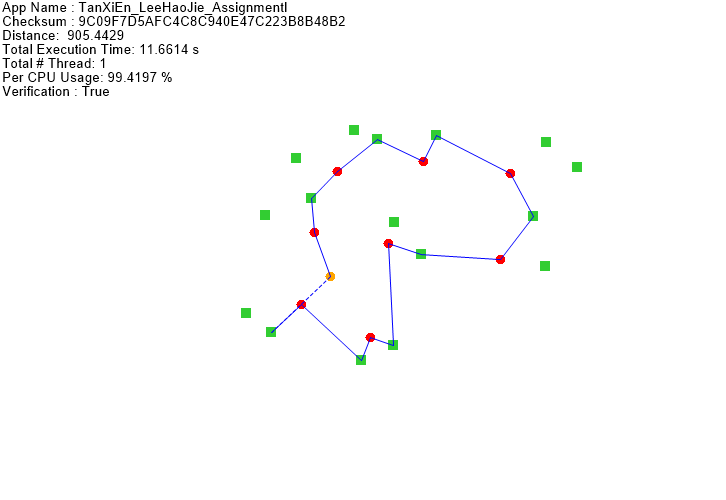 App Name : TanXiEn_LeeHaoJie_AssignmentI
Checksum : 9C09F7D5AFC4C8C940E47C223B8B48B2
Distance:  905.4429
Total Execution Time: 11.6614 s
Total # Thread: 1
Per CPU Usage: 99.4197 %
Verification : True